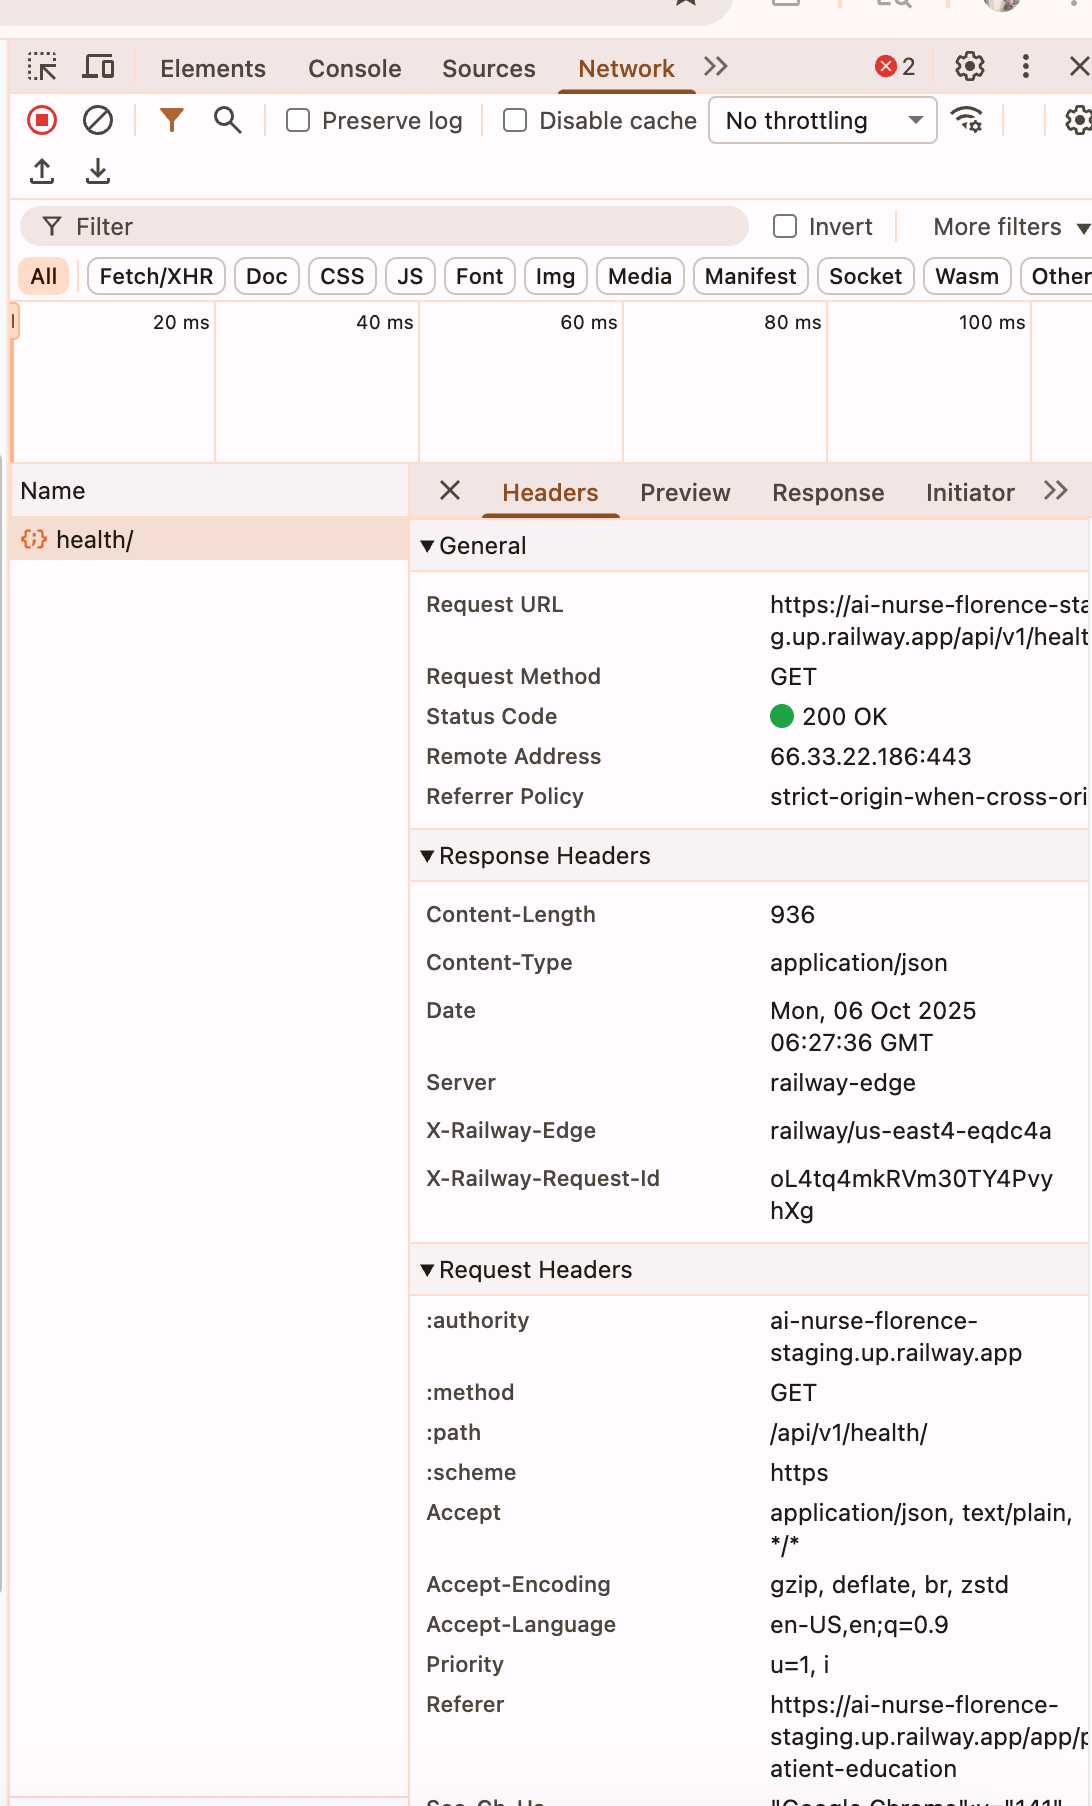 Elements Console Sources Network 2
Preserve log Disable cache No throttling
Filter Invert More filters
All Fetch/XHR Doc CSS JS Font Img Media Manifest Socket Wasm Other
20 ms 40 ms 60 ms 80 ms 100 ms
Name Headers Preview Response Initiator
health/
General
Request URL https://ai-nurse-florence-sta
g.up.railway.app/api/v1/healt
Request Method GET
Status Code 200 OK
Remote Address 66.33.22.186:443
Referrer Policy strict-origin-when-cross-ori
Response Headers
Content-Length 936
Content-Type application/json
Date Mon, 06 Oct 2025
06:27:36 GMT
Server railway-edge
X-Railway-Edge railway/us-east4-eqdc4a
X-Railway-Request-Id oL4tq4mkRVm30TY4Pvy
hXg
Request Headers
:authority ai-nurse-florence-
staging.up.railway.app
:method GET
:path /api/v1/health/
:scheme https
Accept application/json, text/plain,
*/*
Accept-Encoding gzip, deflate, br, zstd
Accept-Language en-US,en;q=0.9
Priority u=1, i
Referer https://ai-nurse-florence-
staging.up.railway.app/app/p
atient-education
Sec-Ch-Ua "Google Chrome";v="141"